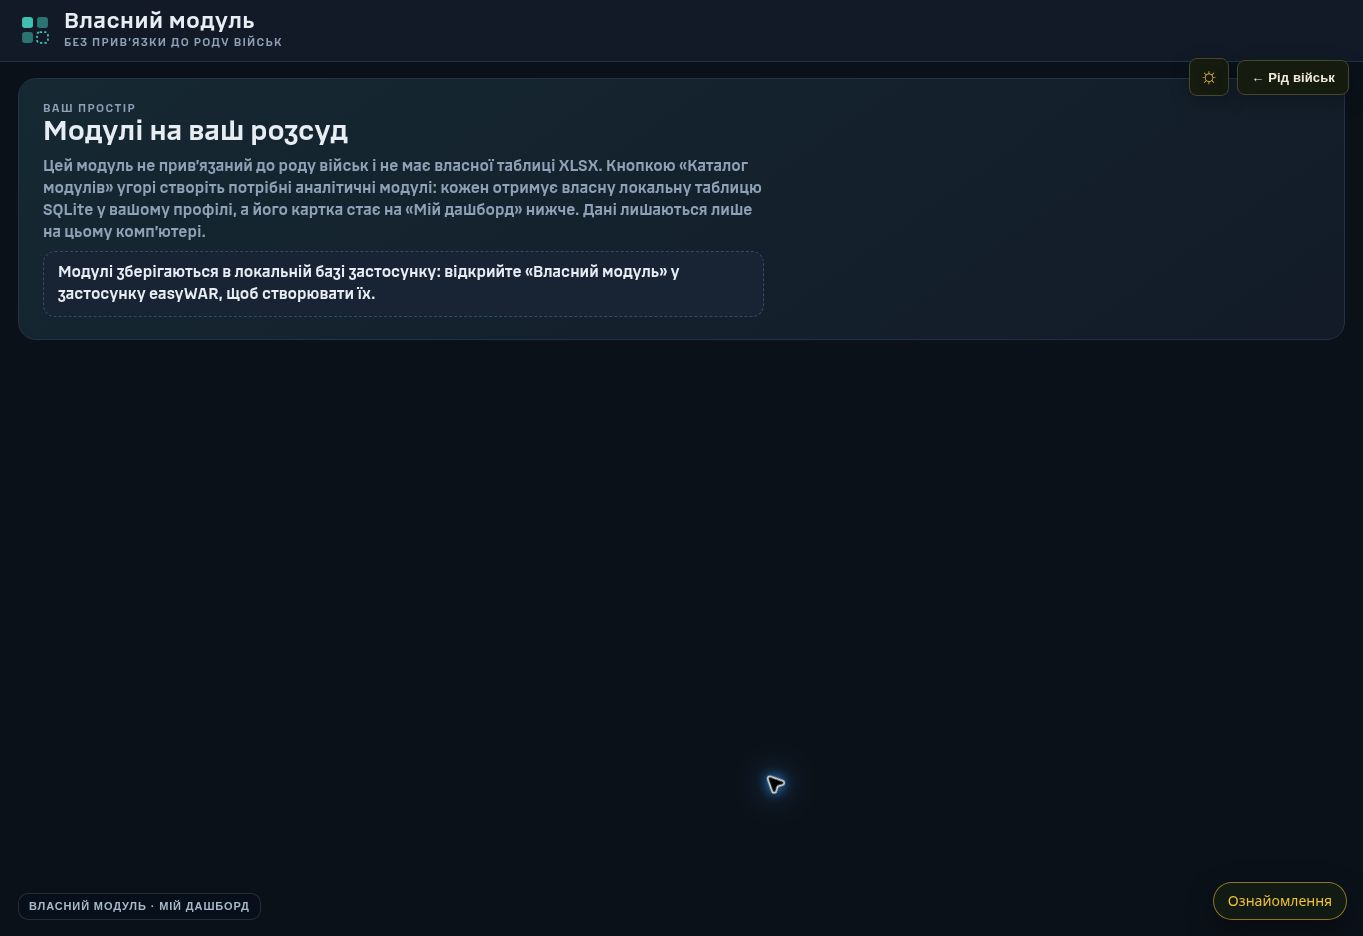 Власний модуль
БЕЗ ПРИВ'ЯЗКИ ДО РОДУ ВІЙСЬК
← Рід військ
ВАШ ПРОСТІР
Модулі на ваш розсуд
Цей модуль не прив'язаний до роду військ і не має власної таблиці XLSX. Кнопкою «Каталог
модулів» угорі створіть потрібні аналітичні модулі: кожен отримує власну локальну таблицю
SQLite у вашому профілі, а його картка стає на «Мій дашборд» нижче. Дані лишаються лише
на цьому комп'ютері.
Модулі зберігаються в локальній базі застосунку: відкрийте «Власний модуль» у
застосунку easyWAR, щоб створювати їх.
ВЛАСНИЙ МОДУЛЬ · МІЙ ДАШБОРД
Ознайомлення